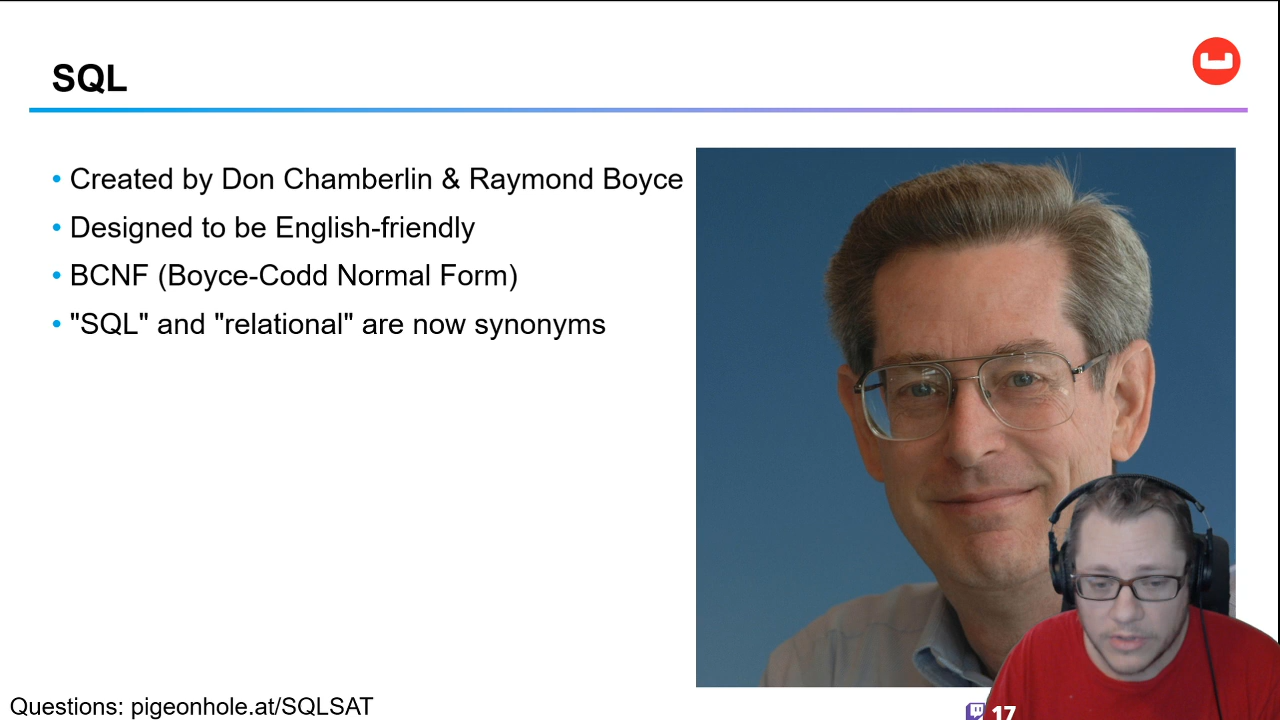 SQL
• Created by Don Chamberlin & Raymond Boyce
• Designed to be English-friendly
• BCNF (Boyce-Codd Normal Form)
• "SQL" and "relational" are now synonyms
Questions: pigeonhole.at/SQLSAT
17